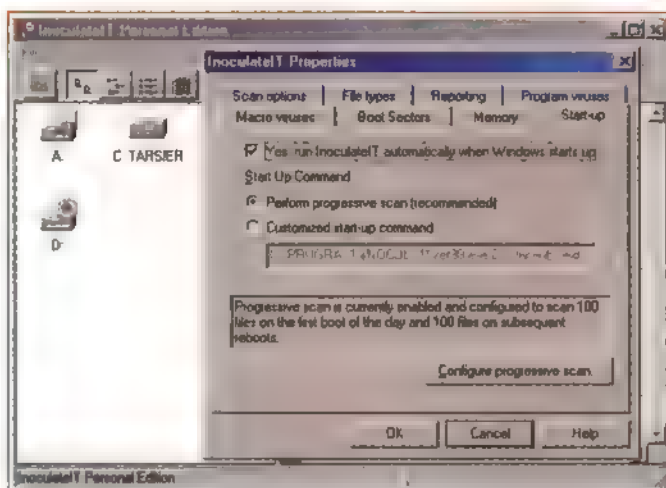 InoculateIT Personal Edition
InoculateIT Properties
Scan options File types Reporting Program viruses
Macro viruses Boot Sectors Memory Start-up
A: C: TARSIER
D:
Yes, run InoculateIT automatically when Windows starts up
Start Up Command
Perform progressive scan (recommended)
Customized start-up command
Progressive scan is currently enabled and configured to scan 100
files on the first boot of the day and 100 files on subsequent
reboots.
Configure progressive scan.
OK Cancel Help
InoculateIT Personal Edition